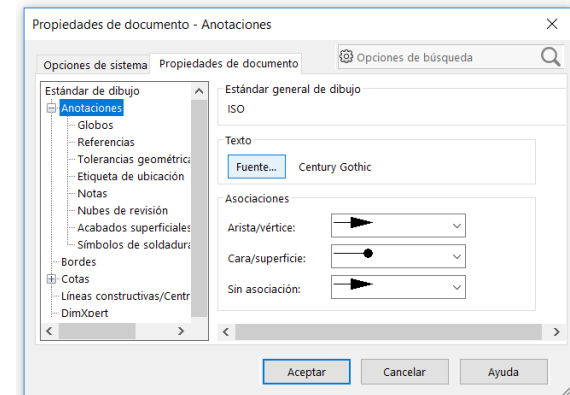 Propiedades de documento - Anotaciones
Opciones de sistema
Propiedades de documento
Opciones de búsqueda
Estándar de dibujo
Anotaciones
Globos
Referencias
Tolerancias geométrica
Etiqueta de ubicación
Notas
Nubes de revisión
Acabados superficiales
Símbolos de soldadura
Bordes
Cotas
Líneas constructivas/Centr
DimXpert
Estándar general de dibujo
ISO
Texto
Fuente... Century Gothic
Asociaciones
Arista/vértice:
Cara/superficie:
Sin asociación:
Aceptar Cancelar Ayuda